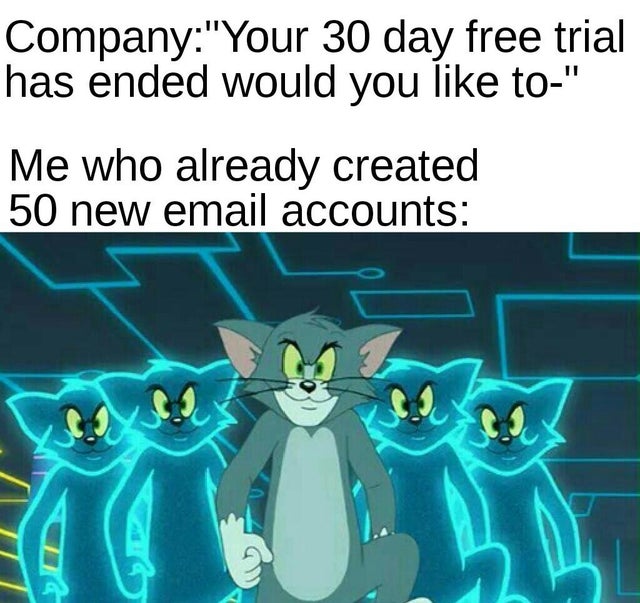 Company:"Your 30 day free trial
has ended would you like to-"
Me who already created
50 new email accounts: